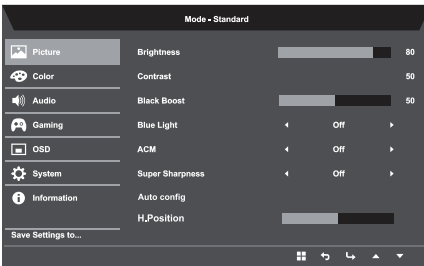 Mode - Standard
Picture
Brightness 80
Color
Contrast 50
Audio
Black Boost 50
Gaming
Blue Light Off
OSD
ACM Off
System
Super Sharpness Off
Information
Auto config
H.Position
Save Settings to...